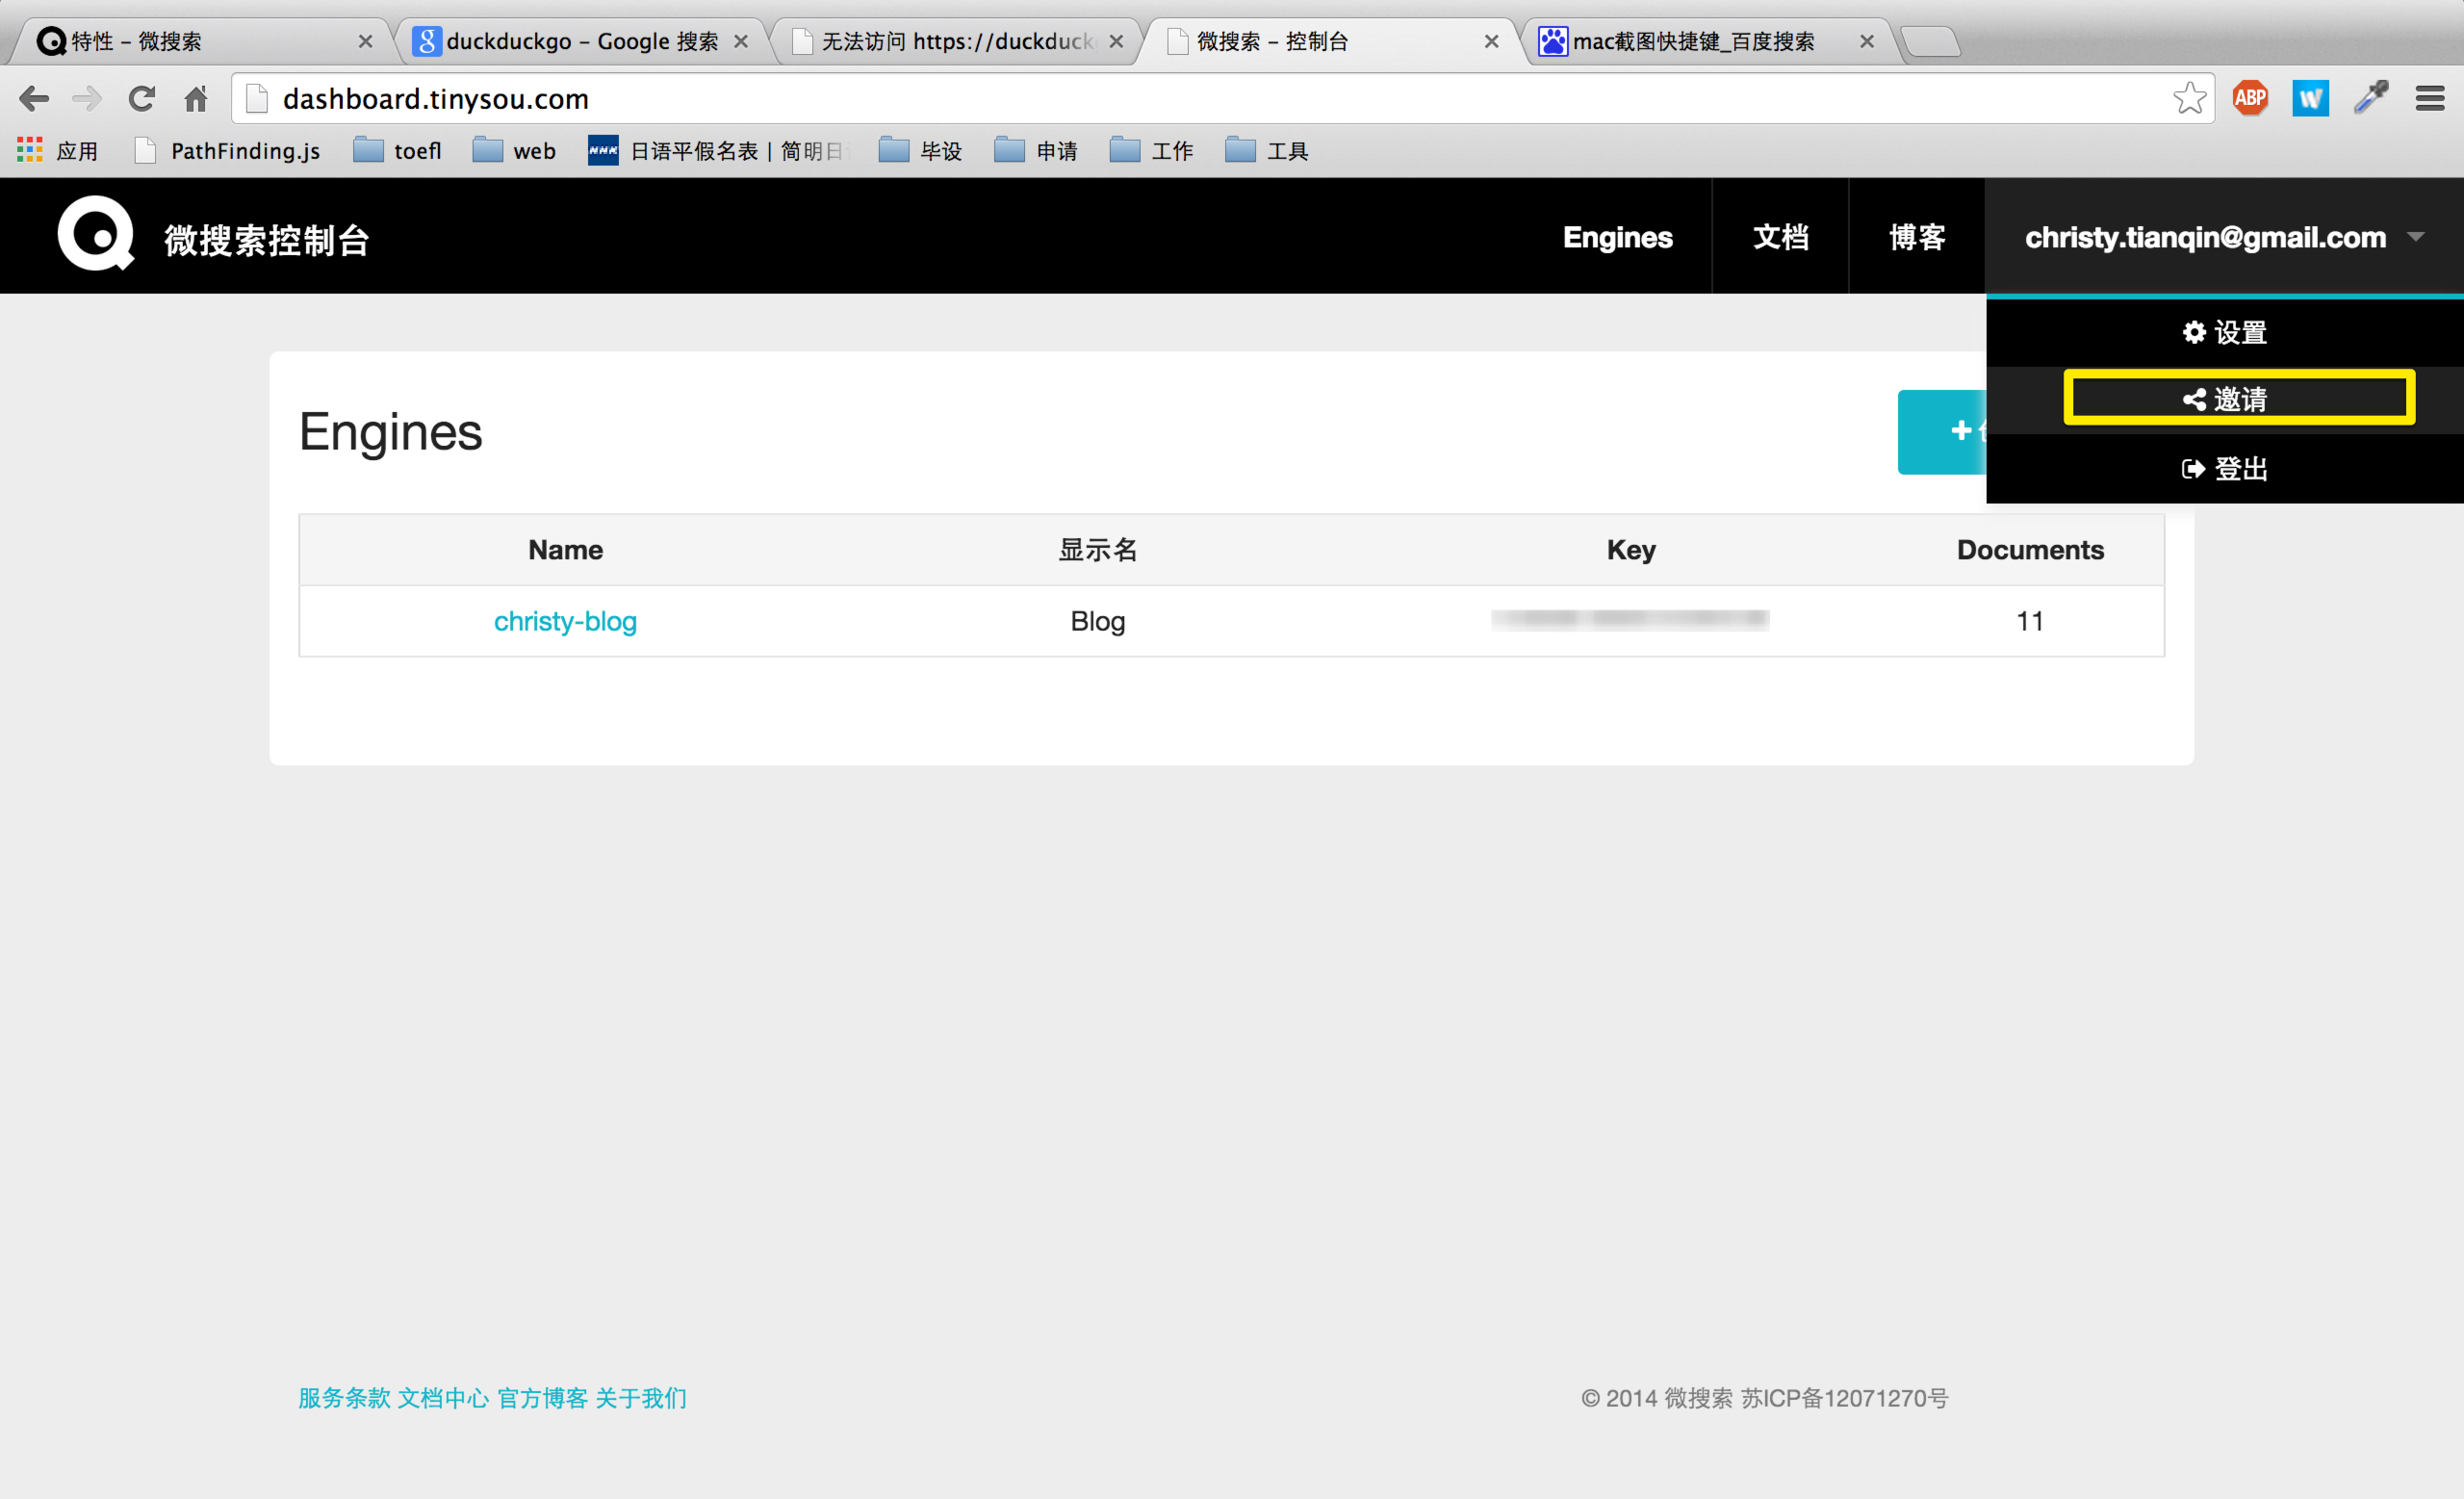 特性 – 微搜索
duckduckgo – Google 搜索
无法访问 https://duckduck
微搜索 – 控制台
mac截图快捷键_百度搜索
dashboard.tinysou.com
ABP
应用
PathFinding.js
toefl
web
NHK
日语平假名表 | 简明日
毕设
申请
工作
工具
微搜索控制台
Engines
文档
博客
christy.tianqin@gmail.com
设置
邀请
登出
Engines
Name 显示名 Key Documents
christy-blog Blog 11
服务条款 文档中心 官方博客 关于我们
© 2014 微搜索 苏ICP备12071270号